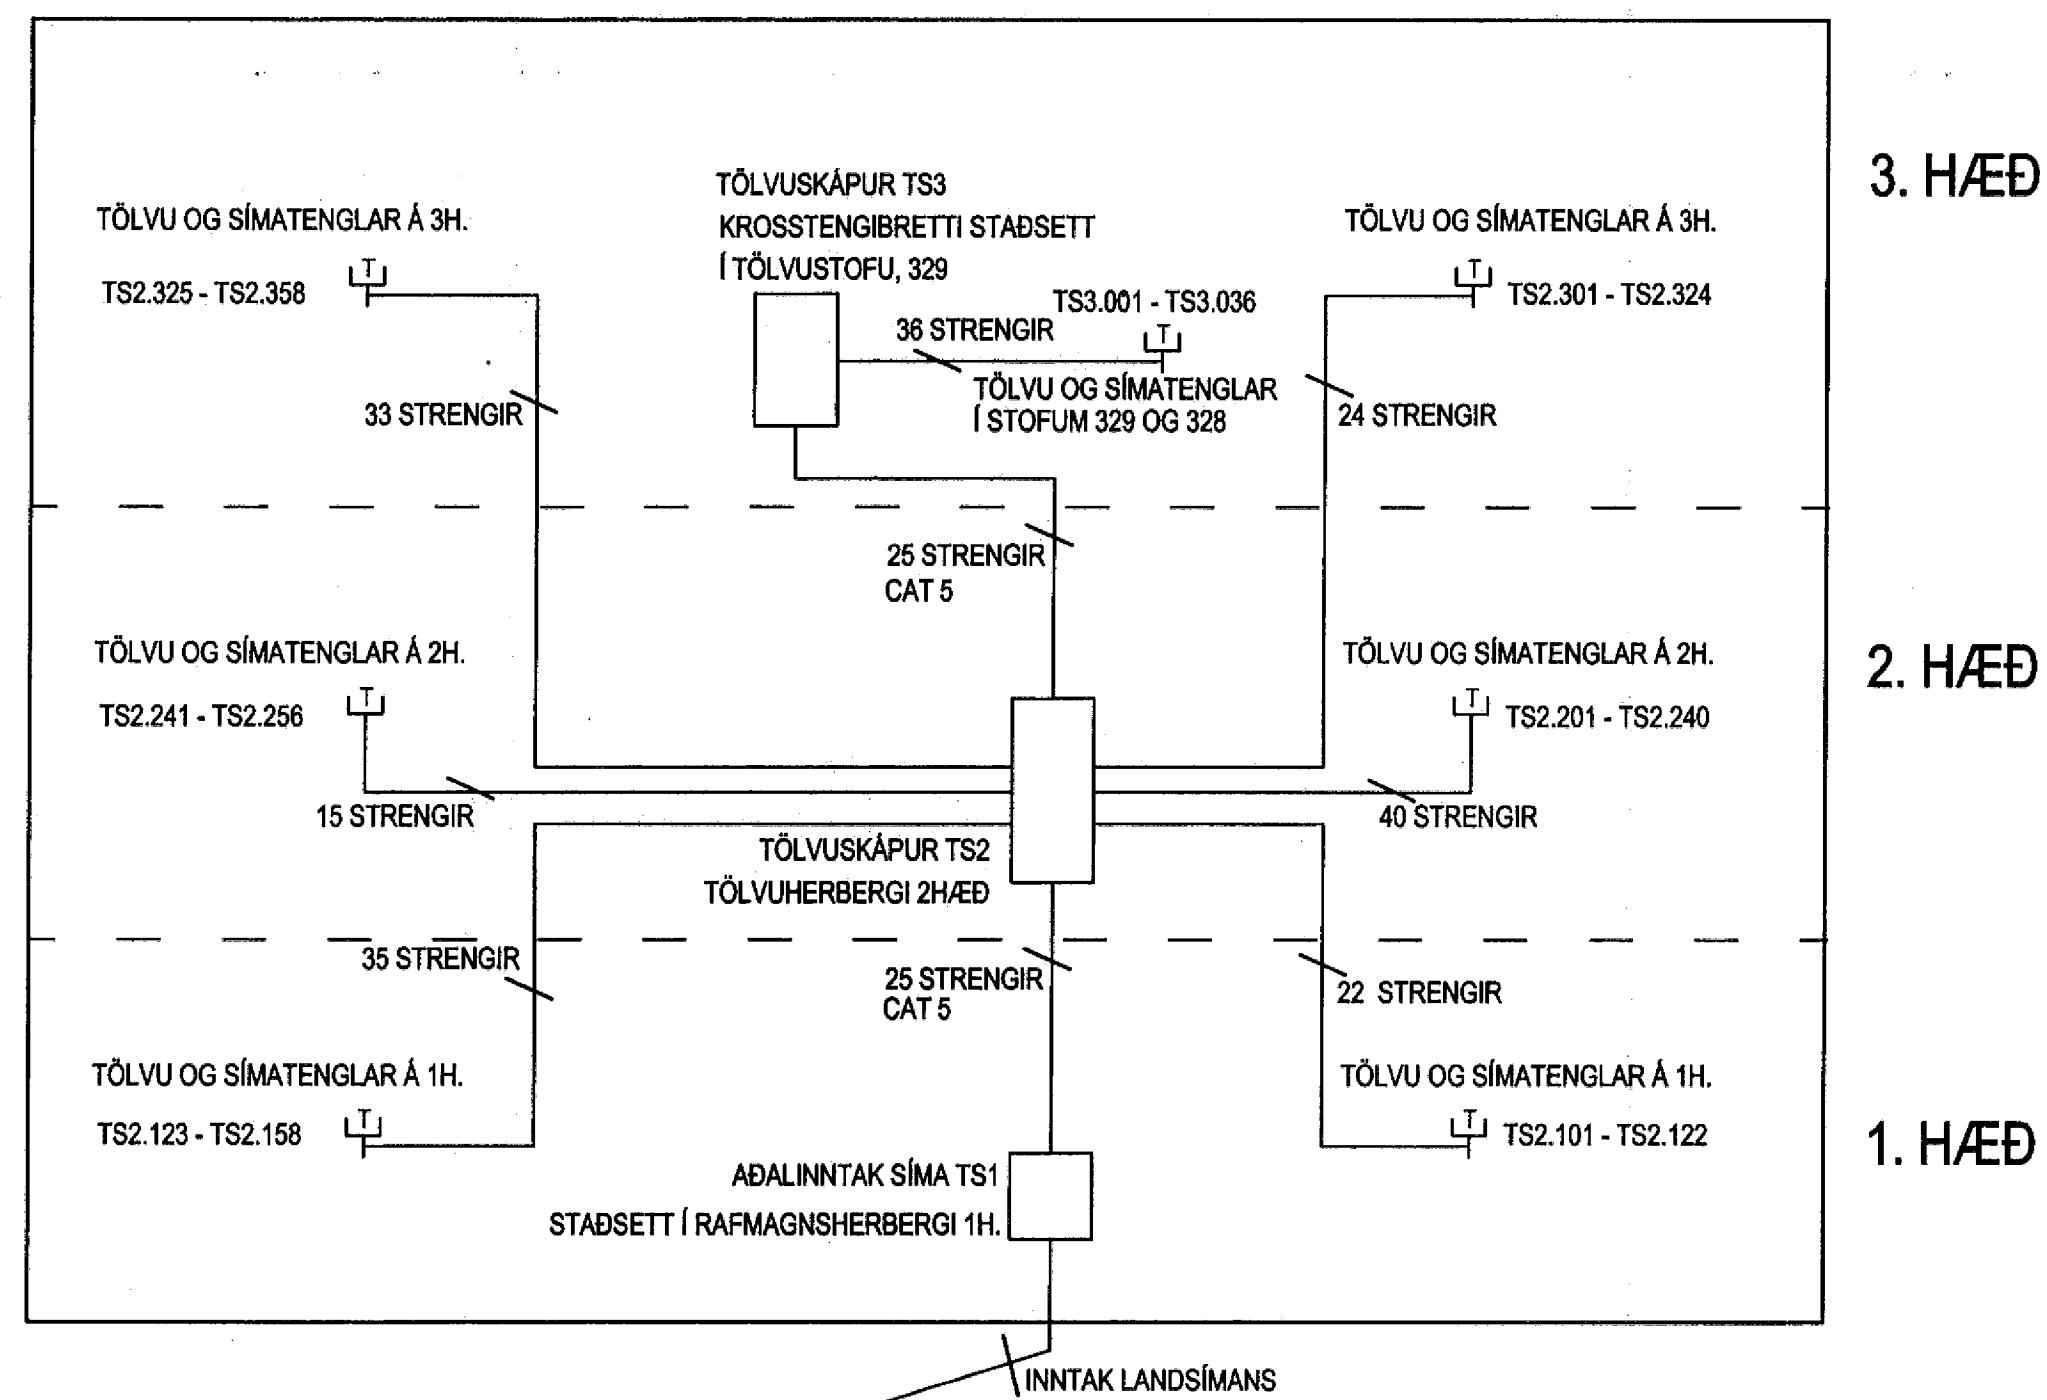 3. HÆÐ
TÖLVUSKÁPUR TS3
KROSSTENGIBRETTI STAÐSETT
Í TÖLVUSTOFU, 329
TÖLVU OG SÍMATENGLAR Á 3H.
T
TS2.325 - TS2.358
TÖLVU OG SÍMATENGLAR Á 3H.
T
TS2.301 - TS2.324
TS3.001 - TS3.036
36 STRENGIR
T
TÖLVU OG SÍMATENGLAR
Í STOFUM 329 OG 328
33 STRENGIR
24 STRENGIR
25 STRENGIR
CAT 5
2. HÆÐ
TÖLVU OG SÍMATENGLAR Á 2H.
T
TS2.241 - TS2.256
TÖLVU OG SÍMATENGLAR Á 2H.
T
TS2.201 - TS2.240
15 STRENGIR
40 STRENGIR
TÖLVUSKÁPUR TS2
TÖLVUHERBERGI 2HÆÐ
35 STRENGIR
25 STRENGIR
CAT 5
22 STRENGIR
TÖLVU OG SÍMATENGLAR Á 1H.
T
TS2.123 - TS2.158
TÖLVU OG SÍMATENGLAR Á 1H.
T
TS2.101 - TS2.122
1. HÆÐ
AÐALINNTAK SÍMA TS1
STAÐSETT Í RAFMAGNSHERBERGI 1H.
INNTAK LANDSÍMANS